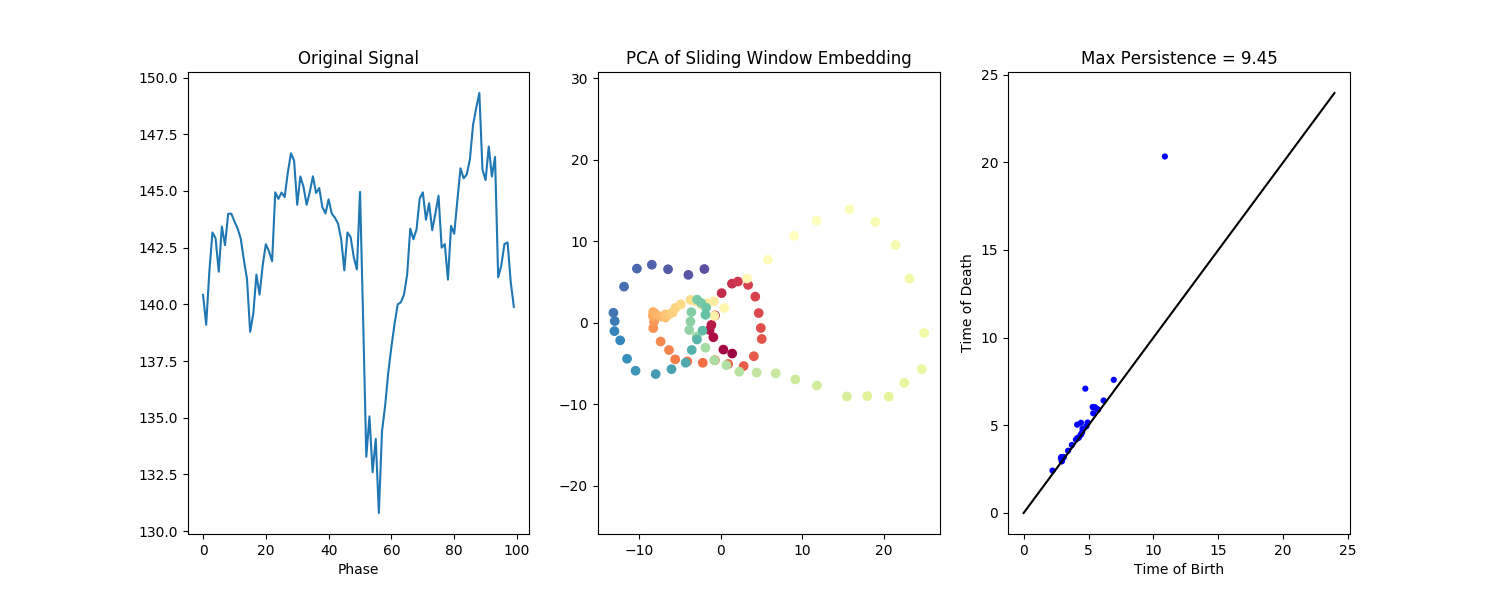 Original Signal
150.0
147.5
145.0
142.5
140.0
137.5
135.0
132.5
130.0
0 20 40 60 80 100
Phase
PCA of Sliding Window Embedding
30
20
10
0
−10
−20
−10 0 10 20
Max Persistence = 9.45
25
20
15
10
5
0
Time of Death
0 5 10 15 20 25
Time of Birth